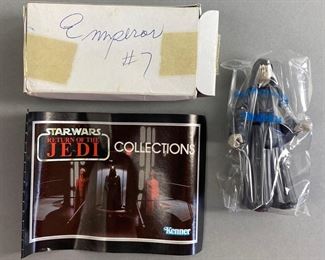 Emperor
#7
STAR WARS
RETURN OF THE
JEDI COLLECTIONS
Kenner